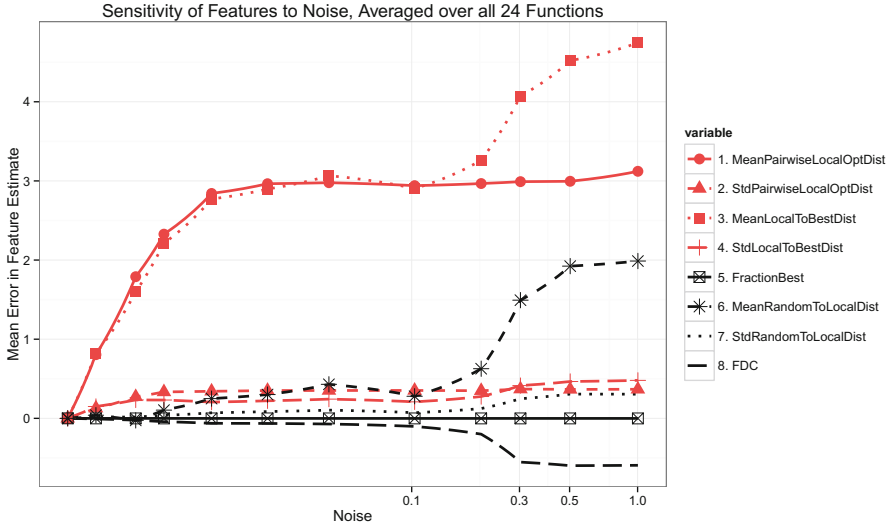 Sensitivity of Features to Noise, Averaged over all 24 Functions
Mean Error in Feature Estimate
4
3
2
1
0
0.1
0.3
0.5
1.0
Noise
variable
1. MeanPairwiseLocalOptDist
2. StdPairwiseLocalOptDist
3. MeanLocalToBestDist
4. StdLocalToBestDist
5. FractionBest
6. MeanRandomToLocalDist
7. StdRandomToLocalDist
8. FDC